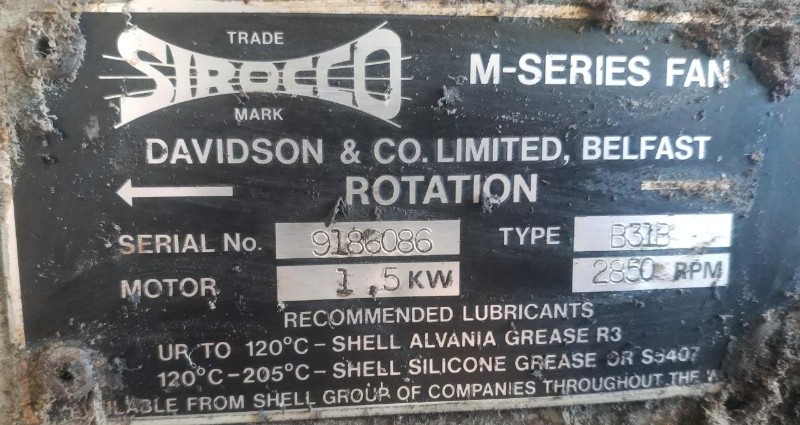 TRADE
SIROCCO
MARK
M-SERIES FAN
DAVIDSON & CO. LIMITED, BELFAST
ROTATION
SERIAL No. 9186086 TYPE B31B
MOTOR 1.5 KW 2850 RPM
RECOMMENDED LUBRICANTS
UP TO 120°C - SHELL ALVANIA GREASE R3
120°C-205°C - SHELL SILICONE GREASE OR SS407
FROM SHELL GROUP OF COMPANIES THROUGHOUT THE